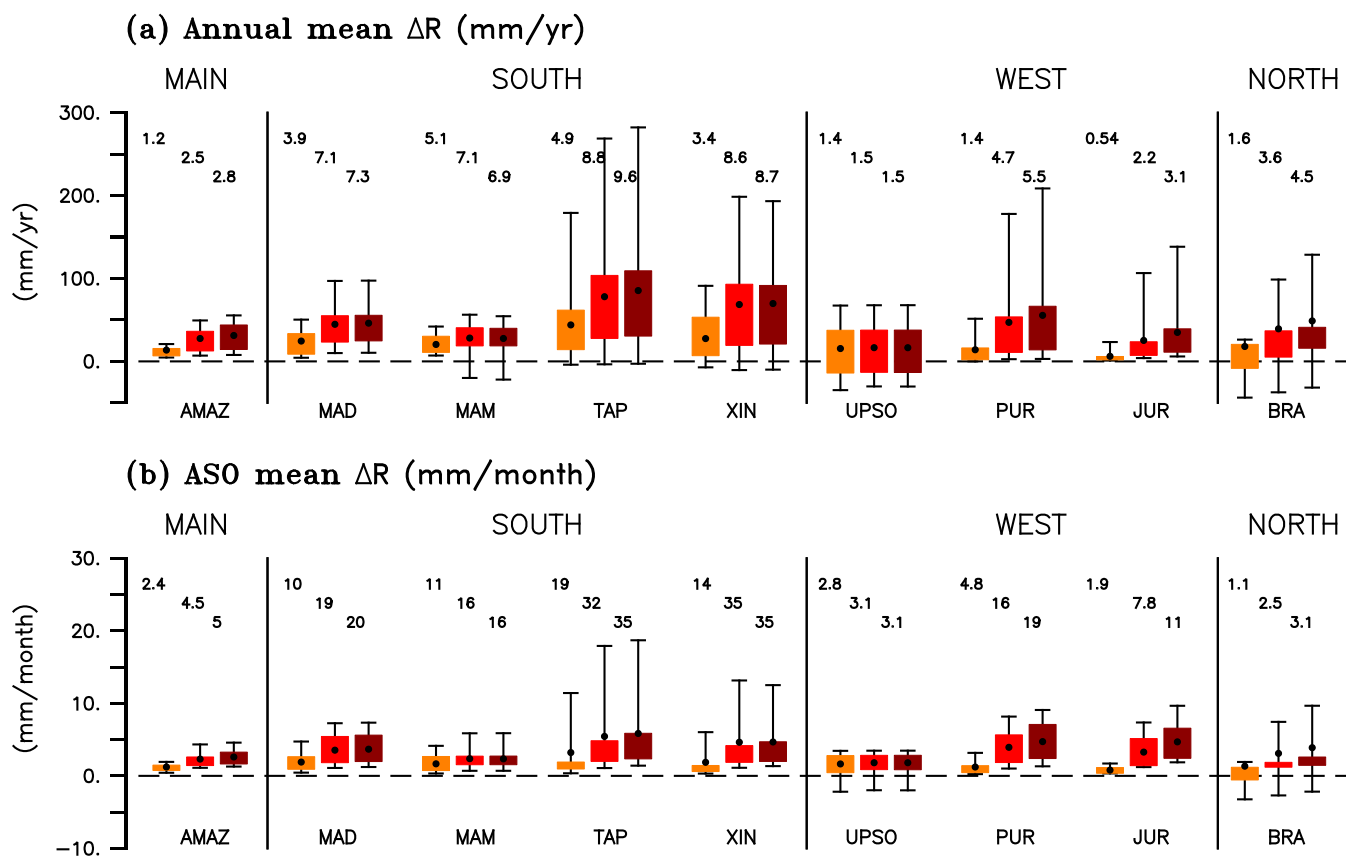 (a) Annual mean ΔR (mm/yr)
MAIN SOUTH WEST NORTH
300.
1.2 3.9 5.1 4.9 3.4 1.4 1.4 0.54 1.6
2.5 7.1 7.1 8.8 8.6 1.5 4.7 2.2 3.6
2.8 7.3 6.9 9.6 8.7 1.5 5.5 3.1 4.5
200.
(mm/yr)
100.
0.
AMAZ MAD MAM TAP XIN UPSO PUR JUR BRA
(b) ASO mean ΔR (mm/month)
MAIN SOUTH WEST NORTH
30.
2.4 10 11 19 14 2.8 4.8 1.9 1.1
4.5 19 16 32 35 3.1 16 7.8 2.5
5 20 16 35 35 3.1 19 11 3.1
20.
(mm/month)
10.
0.
AMAZ MAD MAM TAP XIN UPSO PUR JUR BRA
−10.